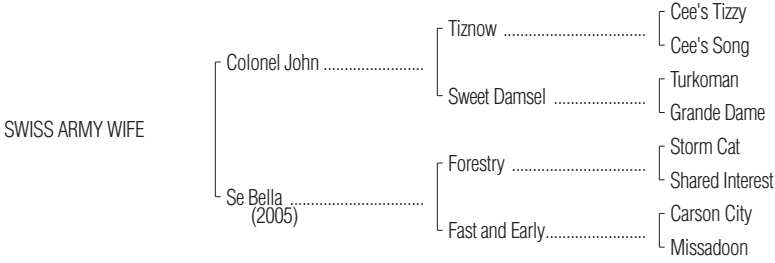 Cee's Tizzy
Tiznow ..............................
Cee's Song
Colonel John .....................
Turkoman
Sweet Damsel ...................
Grande Dame
SWISS ARMY WIFE
Storm Cat
Forestry ............................
Shared Interest
Se Bella ............................
(2005)
Carson City
Fast and Early.....................
Missadoon